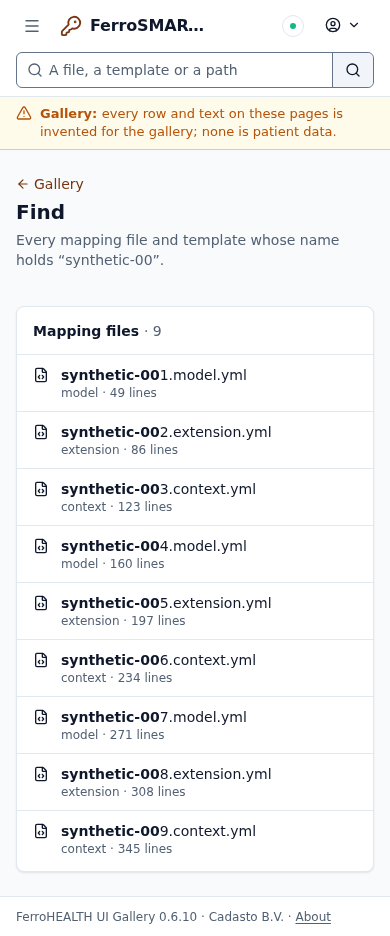 FerroSMAR...
A file, a template or a path
Gallery: every row and text on these pages is
invented for the gallery; none is patient data.
← Gallery
Find
Every mapping file and template whose name
holds “synthetic-00”.
Mapping files · 9
synthetic-001.model.yml
model · 49 lines
synthetic-002.extension.yml
extension · 86 lines
synthetic-003.context.yml
context · 123 lines
synthetic-004.model.yml
model · 160 lines
synthetic-005.extension.yml
extension · 197 lines
synthetic-006.context.yml
context · 234 lines
synthetic-007.model.yml
model · 271 lines
synthetic-008.extension.yml
extension · 308 lines
synthetic-009.context.yml
context · 345 lines
FerroHEALTH UI Gallery 0.6.10 · Cadasto B.V. · About